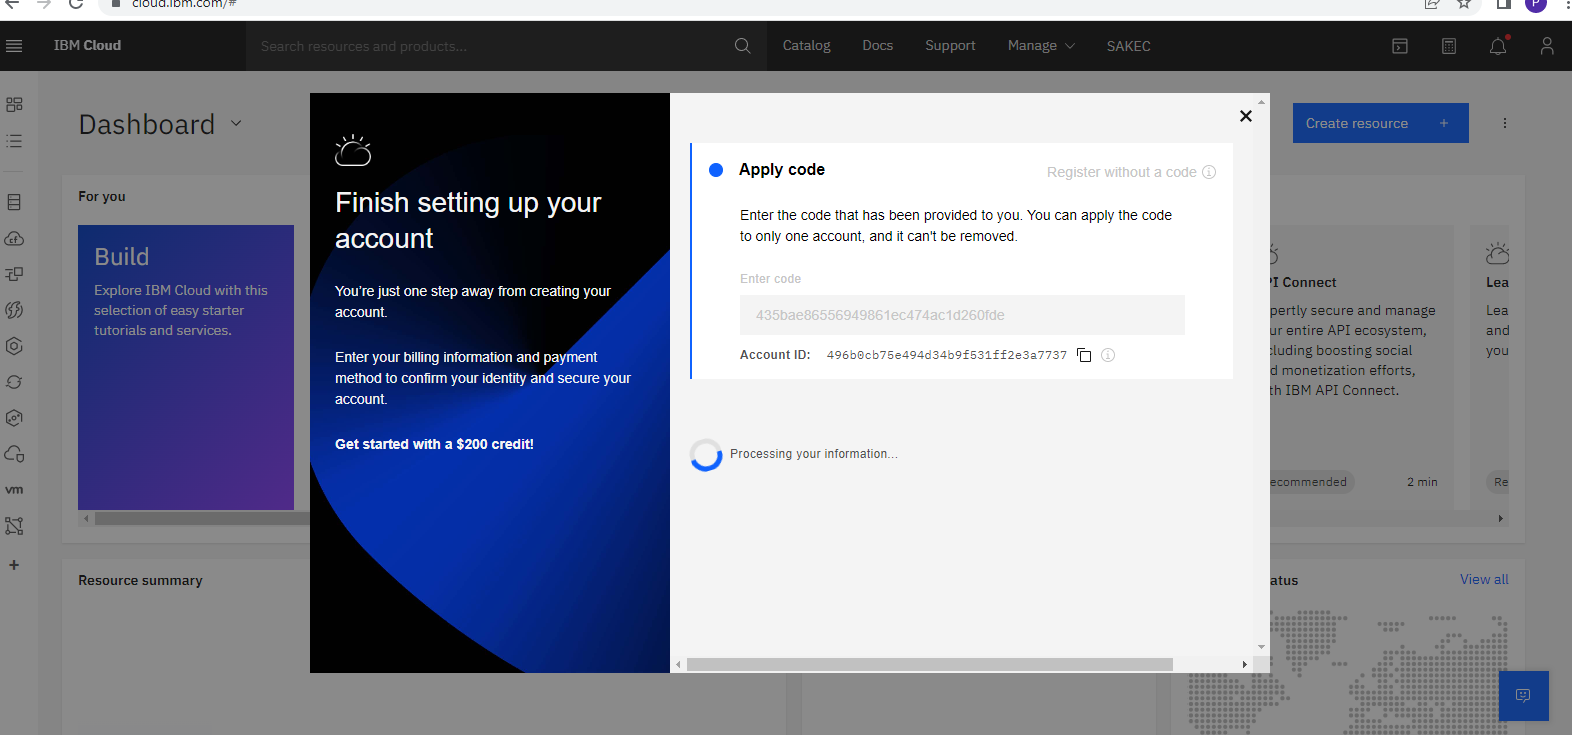 cloud.ibm.com/#
P
IBM Cloud
Search resources and products...
Catalog
Docs
Support
Manage
SAKEC
Dashboard
Create resource +
For you
Build
Explore IBM Cloud with this
selection of easy starter
tutorials and services.
Finish setting up your
account
You're just one step away from creating your
account.
Enter your billing information and payment
method to confirm your identity and secure your
account.
Get started with a $200 credit!
Apply code
Register without a code
Enter the code that has been provided to you. You can apply the code
to only one account, and it can't be removed.
Enter code
435bae86556949861ec474ac1d260fde
Account ID: 496b0cb75e494d34b9f531ff2e3a7737
Processing your information...
PI Connect
pertly secure and manage
ur entire API ecosystem,
cluding boosting social
d monetization efforts,
th IBM API Connect.
ecommended
2 min
Lea
Lea
and
you
Re
cf
vm
Resource summary
atus
View all